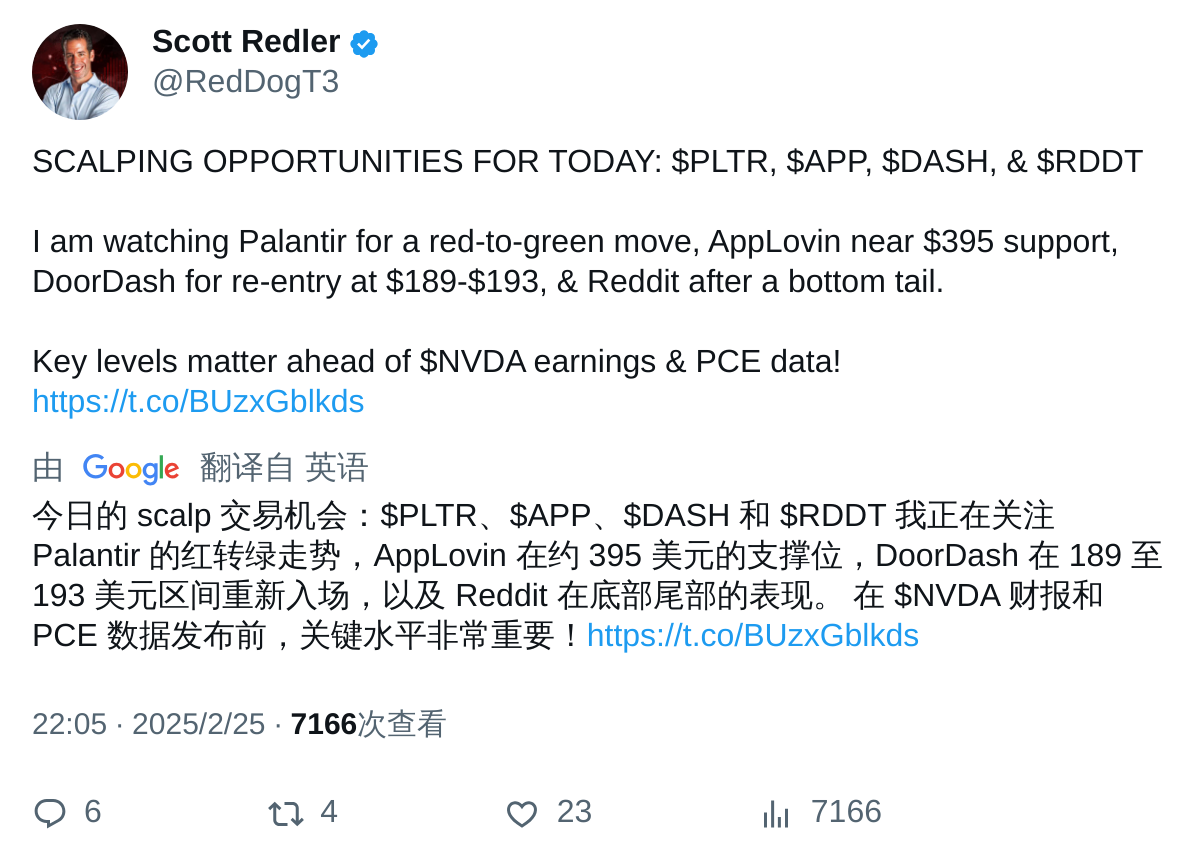 Scott Redler
@RedDogT3
SCALPING OPPORTUNITIES FOR TODAY: $PLTR, $APP, $DASH, & $RDDT
I am watching Palantir for a red-to-green move, AppLovin near $395 support,
DoorDash for re-entry at $189-$193, & Reddit after a bottom tail.
Key levels matter ahead of $NVDA earnings & PCE data!
https://t.co/BUzxGblkds
由 Google 翻译自 英语
今日的 scalp 交易机会：$PLTR、$APP、$DASH 和 $RDDT 我正在关注
Palantir 的红转绿走势，AppLovin 在约 395 美元的支撑位，DoorDash 在 189 至
193 美元区间重新入场，以及 Reddit 在底部尾部的表现。 在 $NVDA 财报和
PCE 数据发布前，关键水平非常重要！https://t.co/BUzxGblkds
22:05 · 2025/2/25 · 7166次查看
6 4 23 7166